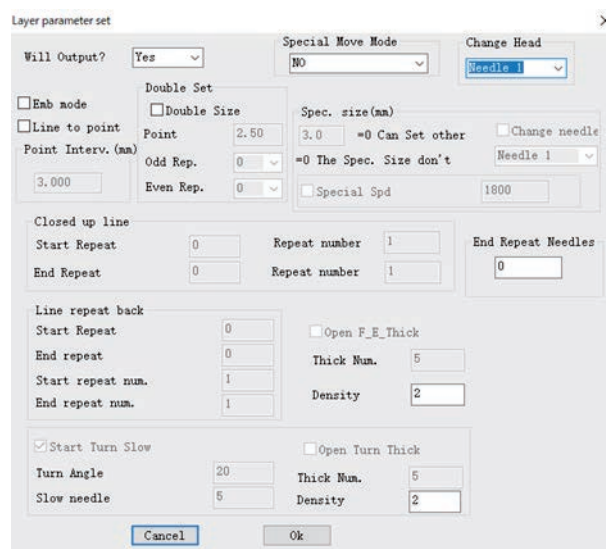 Layer parameter set
Will Output? Yes
Special Move Mode
NO
Change Head
Needle 1
Emb mode
Line to point
Point Interv. (mm)
3.000
Double Set
Double Size
Point 2.50
Odd Rep. 0
Even Rep. 0
Spec. size(mm)
3.0 =0 Can Set other
Change needle
=0 The Spec. Size don't
Needle 1
Special Spd 1800
Closed up line
Start Repeat 0 Repeat number 1
End Repeat 0 Repeat number 1
End Repeat Needles
0
Line repeat back
Start Repeat 0
End repeat 0
Start repeat num. 1
End repeat num. 1
Open F_E_Thick
Thick Num. 5
Density 2
Start Turn Slow
Turn Angle 20
Slow needle 5
Open Turn Thick
Thick Num. 5
Density 2
Cancel Ok